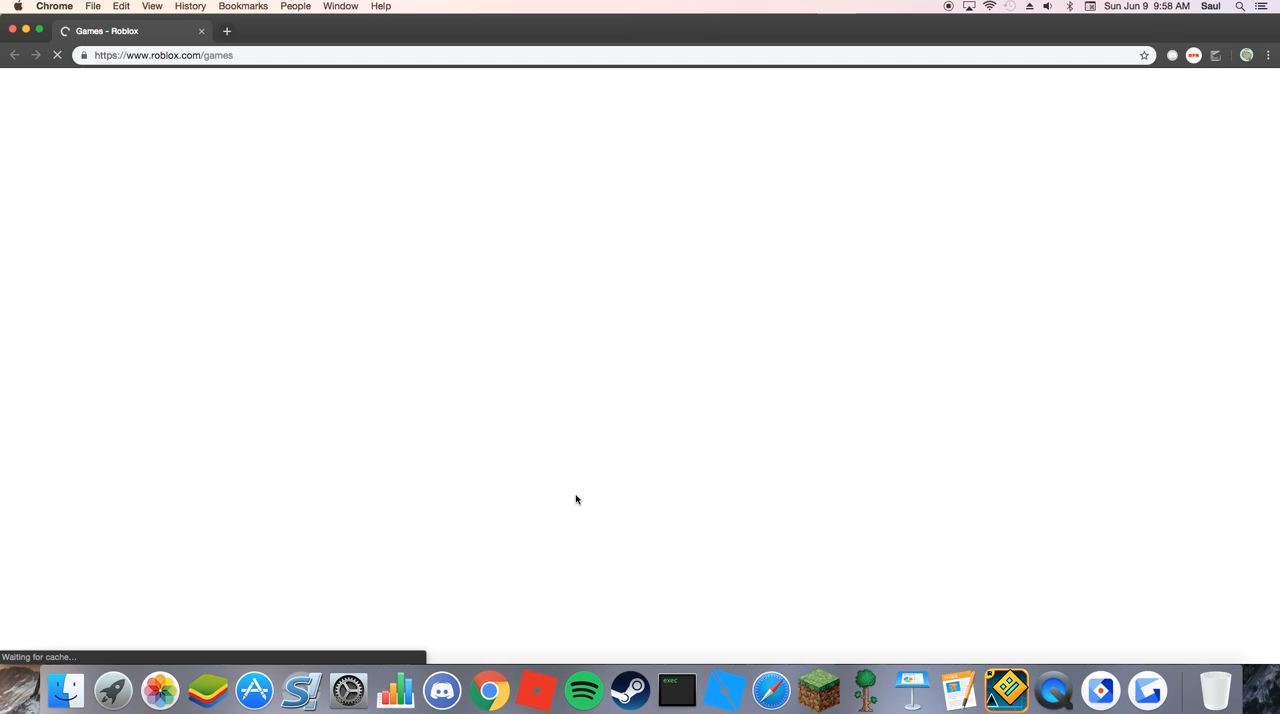 Chrome File Edit View History Bookmarks People Window Help Sun Jun 9 9:58 AM Saul
Games - Roblox
https://www.roblox.com/games
Waiting for cache...
exec